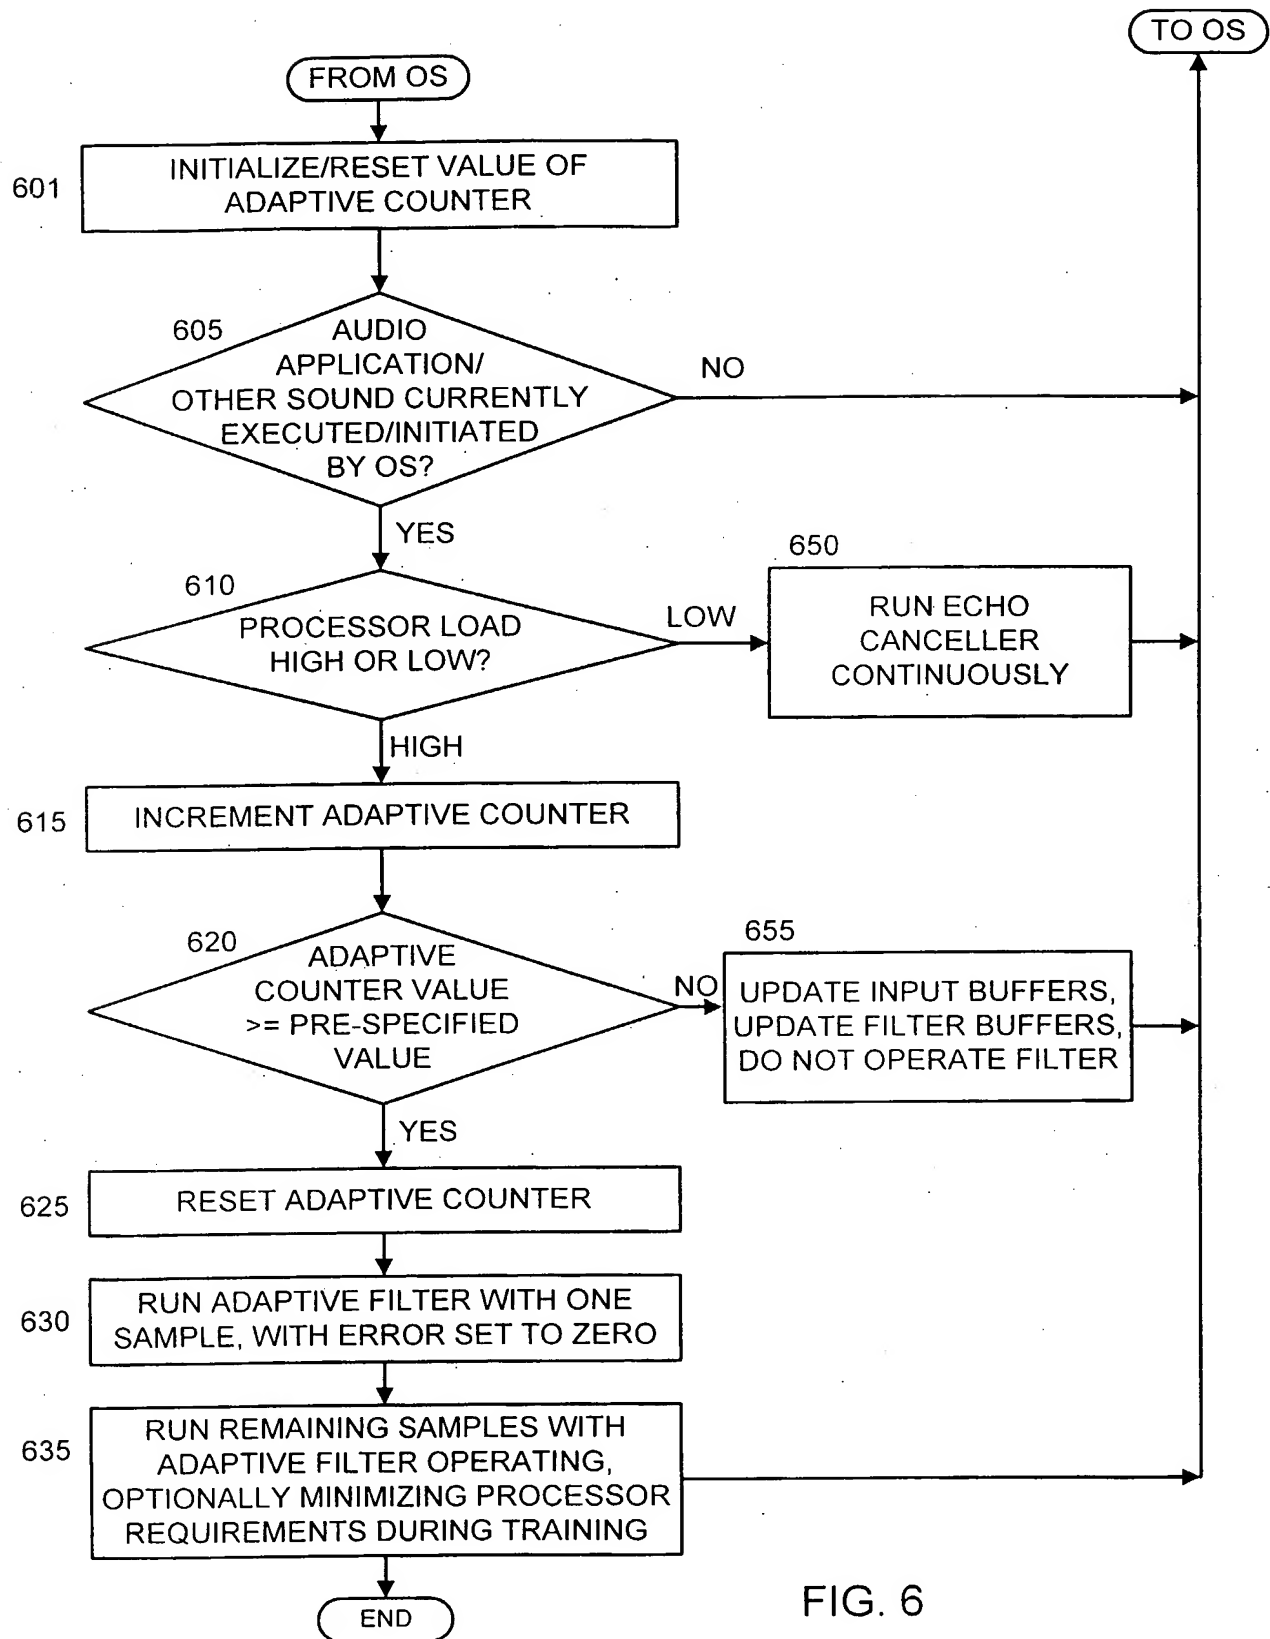 TO OS
FROM OS
601
INITIALIZE/RESET VALUE OF
ADAPTIVE COUNTER
605
AUDIO
APPLICATION/
OTHER SOUND CURRENTLY
EXECUTED/INITIATED
BY OS?
NO
YES
610
PROCESSOR LOAD
HIGH OR LOW?
LOW
650
RUN ECHO
CANCELLER
CONTINUOUSLY
HIGH
615
INCREMENT ADAPTIVE COUNTER
620
ADAPTIVE
COUNTER VALUE
>= PRE-SPECIFIED
VALUE
NO
655
UPDATE INPUT BUFFERS,
UPDATE FILTER BUFFERS,
DO NOT OPERATE FILTER
YES
625
RESET ADAPTIVE COUNTER
630
RUN ADAPTIVE FILTER WITH ONE
SAMPLE, WITH ERROR SET TO ZERO
635
RUN REMAINING SAMPLES WITH
ADAPTIVE FILTER OPERATING,
OPTIONALLY MINIMIZING PROCESSOR
REQUIREMENTS DURING TRAINING
END
FIG. 6